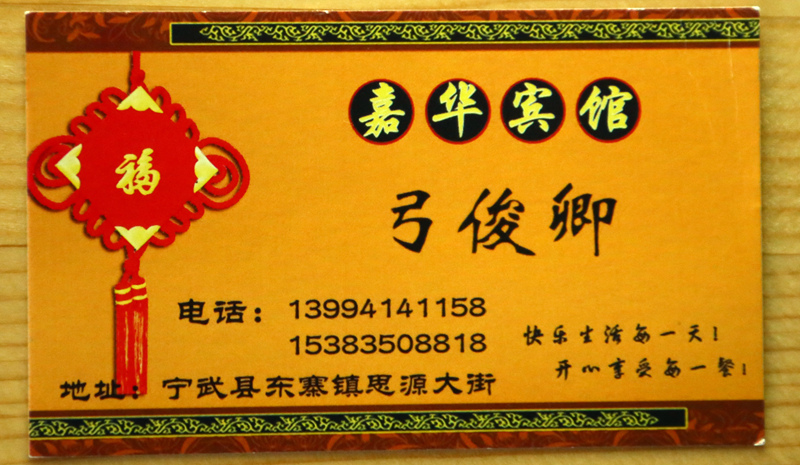 嘉华宾馆
福
弓俊卿
电话：13994141158
15383508818
快乐生活每一天！
开心享受每一餐！
地址：宁武县东寨镇思源大街